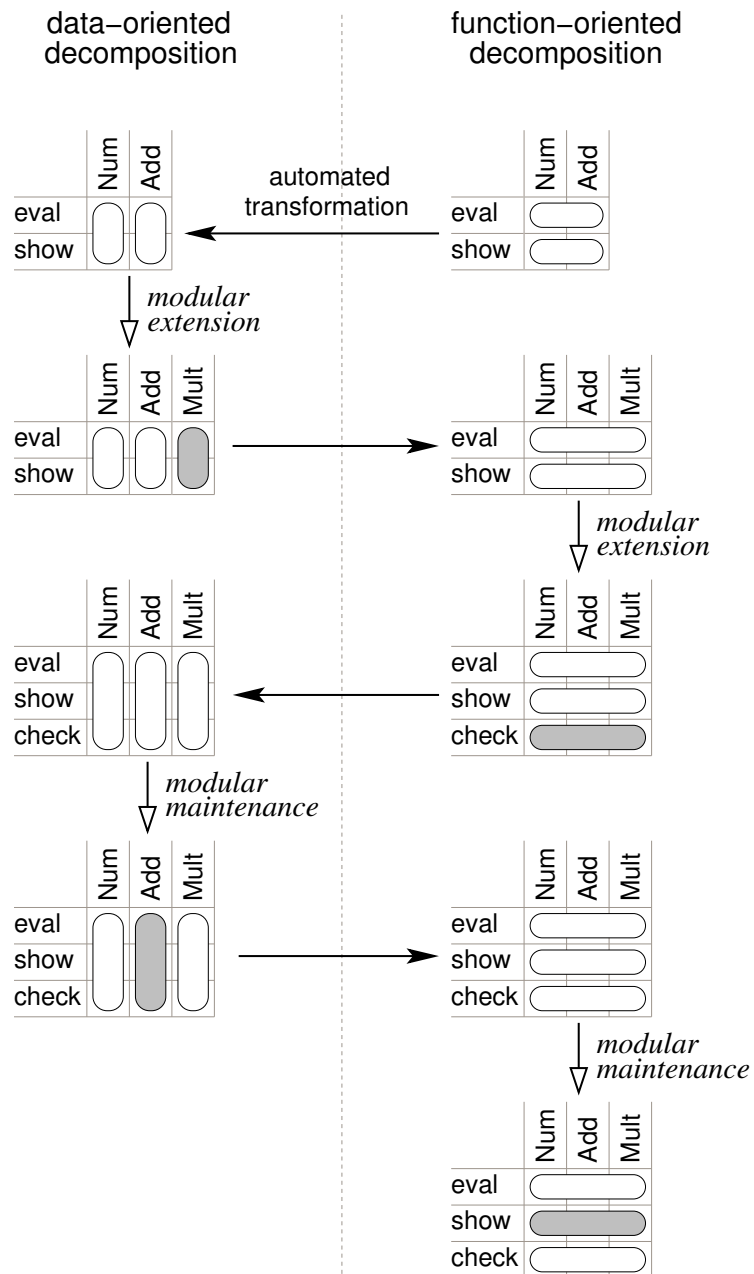 data−oriented
decomposition
function−oriented
decomposition
Num Add
eval
show
automated
transformation
Num Add
eval
show
modular
extension
Num Add Mult
eval
show
Num Add Mult
eval
show
modular
extension
Num Add Mult
eval
show
check
Num Add Mult
eval
show
check
modular
maintenance
Num Add Mult
eval
show
check
Num Add Mult
eval
show
check
modular
maintenance
Num Add Mult
eval
show
check